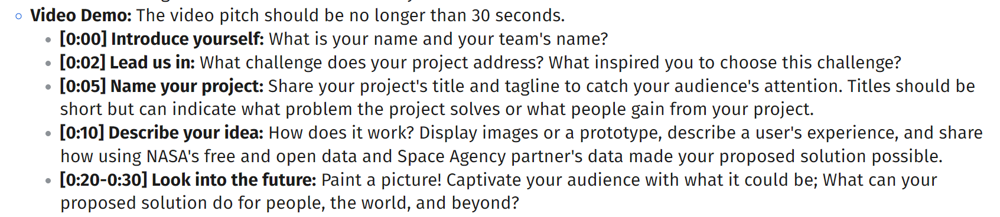 Video Demo: The video pitch should be no longer than 30 seconds.
[0:00] Introduce yourself: What is your name and your team's name?
[0:02] Lead us in: What challenge does your project address? What inspired you to choose this challenge?
[0:05] Name your project: Share your project's title and tagline to catch your audience's attention. Titles should be
short but can indicate what problem the project solves or what people gain from your project.
[0:10] Describe your idea: How does it work? Display images or a prototype, describe a user's experience, and share
how using NASA's free and open data and Space Agency partner's data made your proposed solution possible.
[0:20-0:30] Look into the future: Paint a picture! Captivate your audience with what it could be; What can your
proposed solution do for people, the world, and beyond?